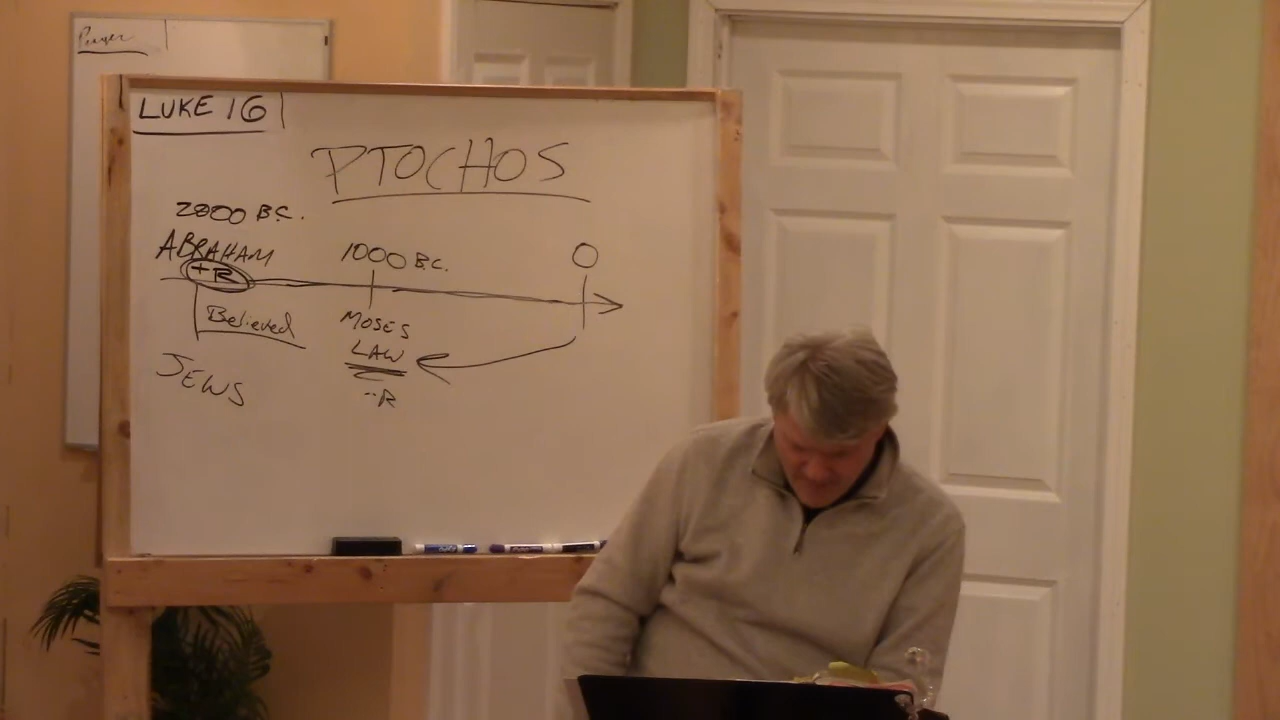 Prayer
LUKE 16
PTOCHOS
2000 B.C.
ABRAHAM
1000 B.C.
0
+R
Believed
MOSES
LAW
JEWS
-R